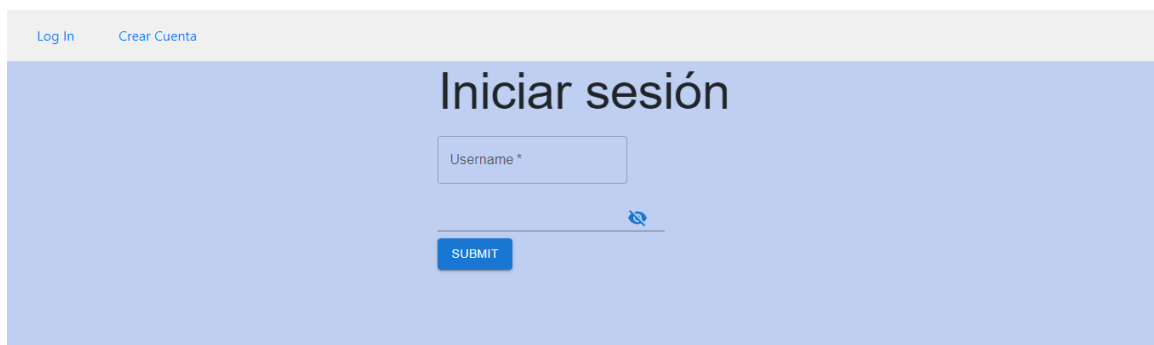 Log In Crear Cuenta
Iniciar sesión
Username *
SUBMIT